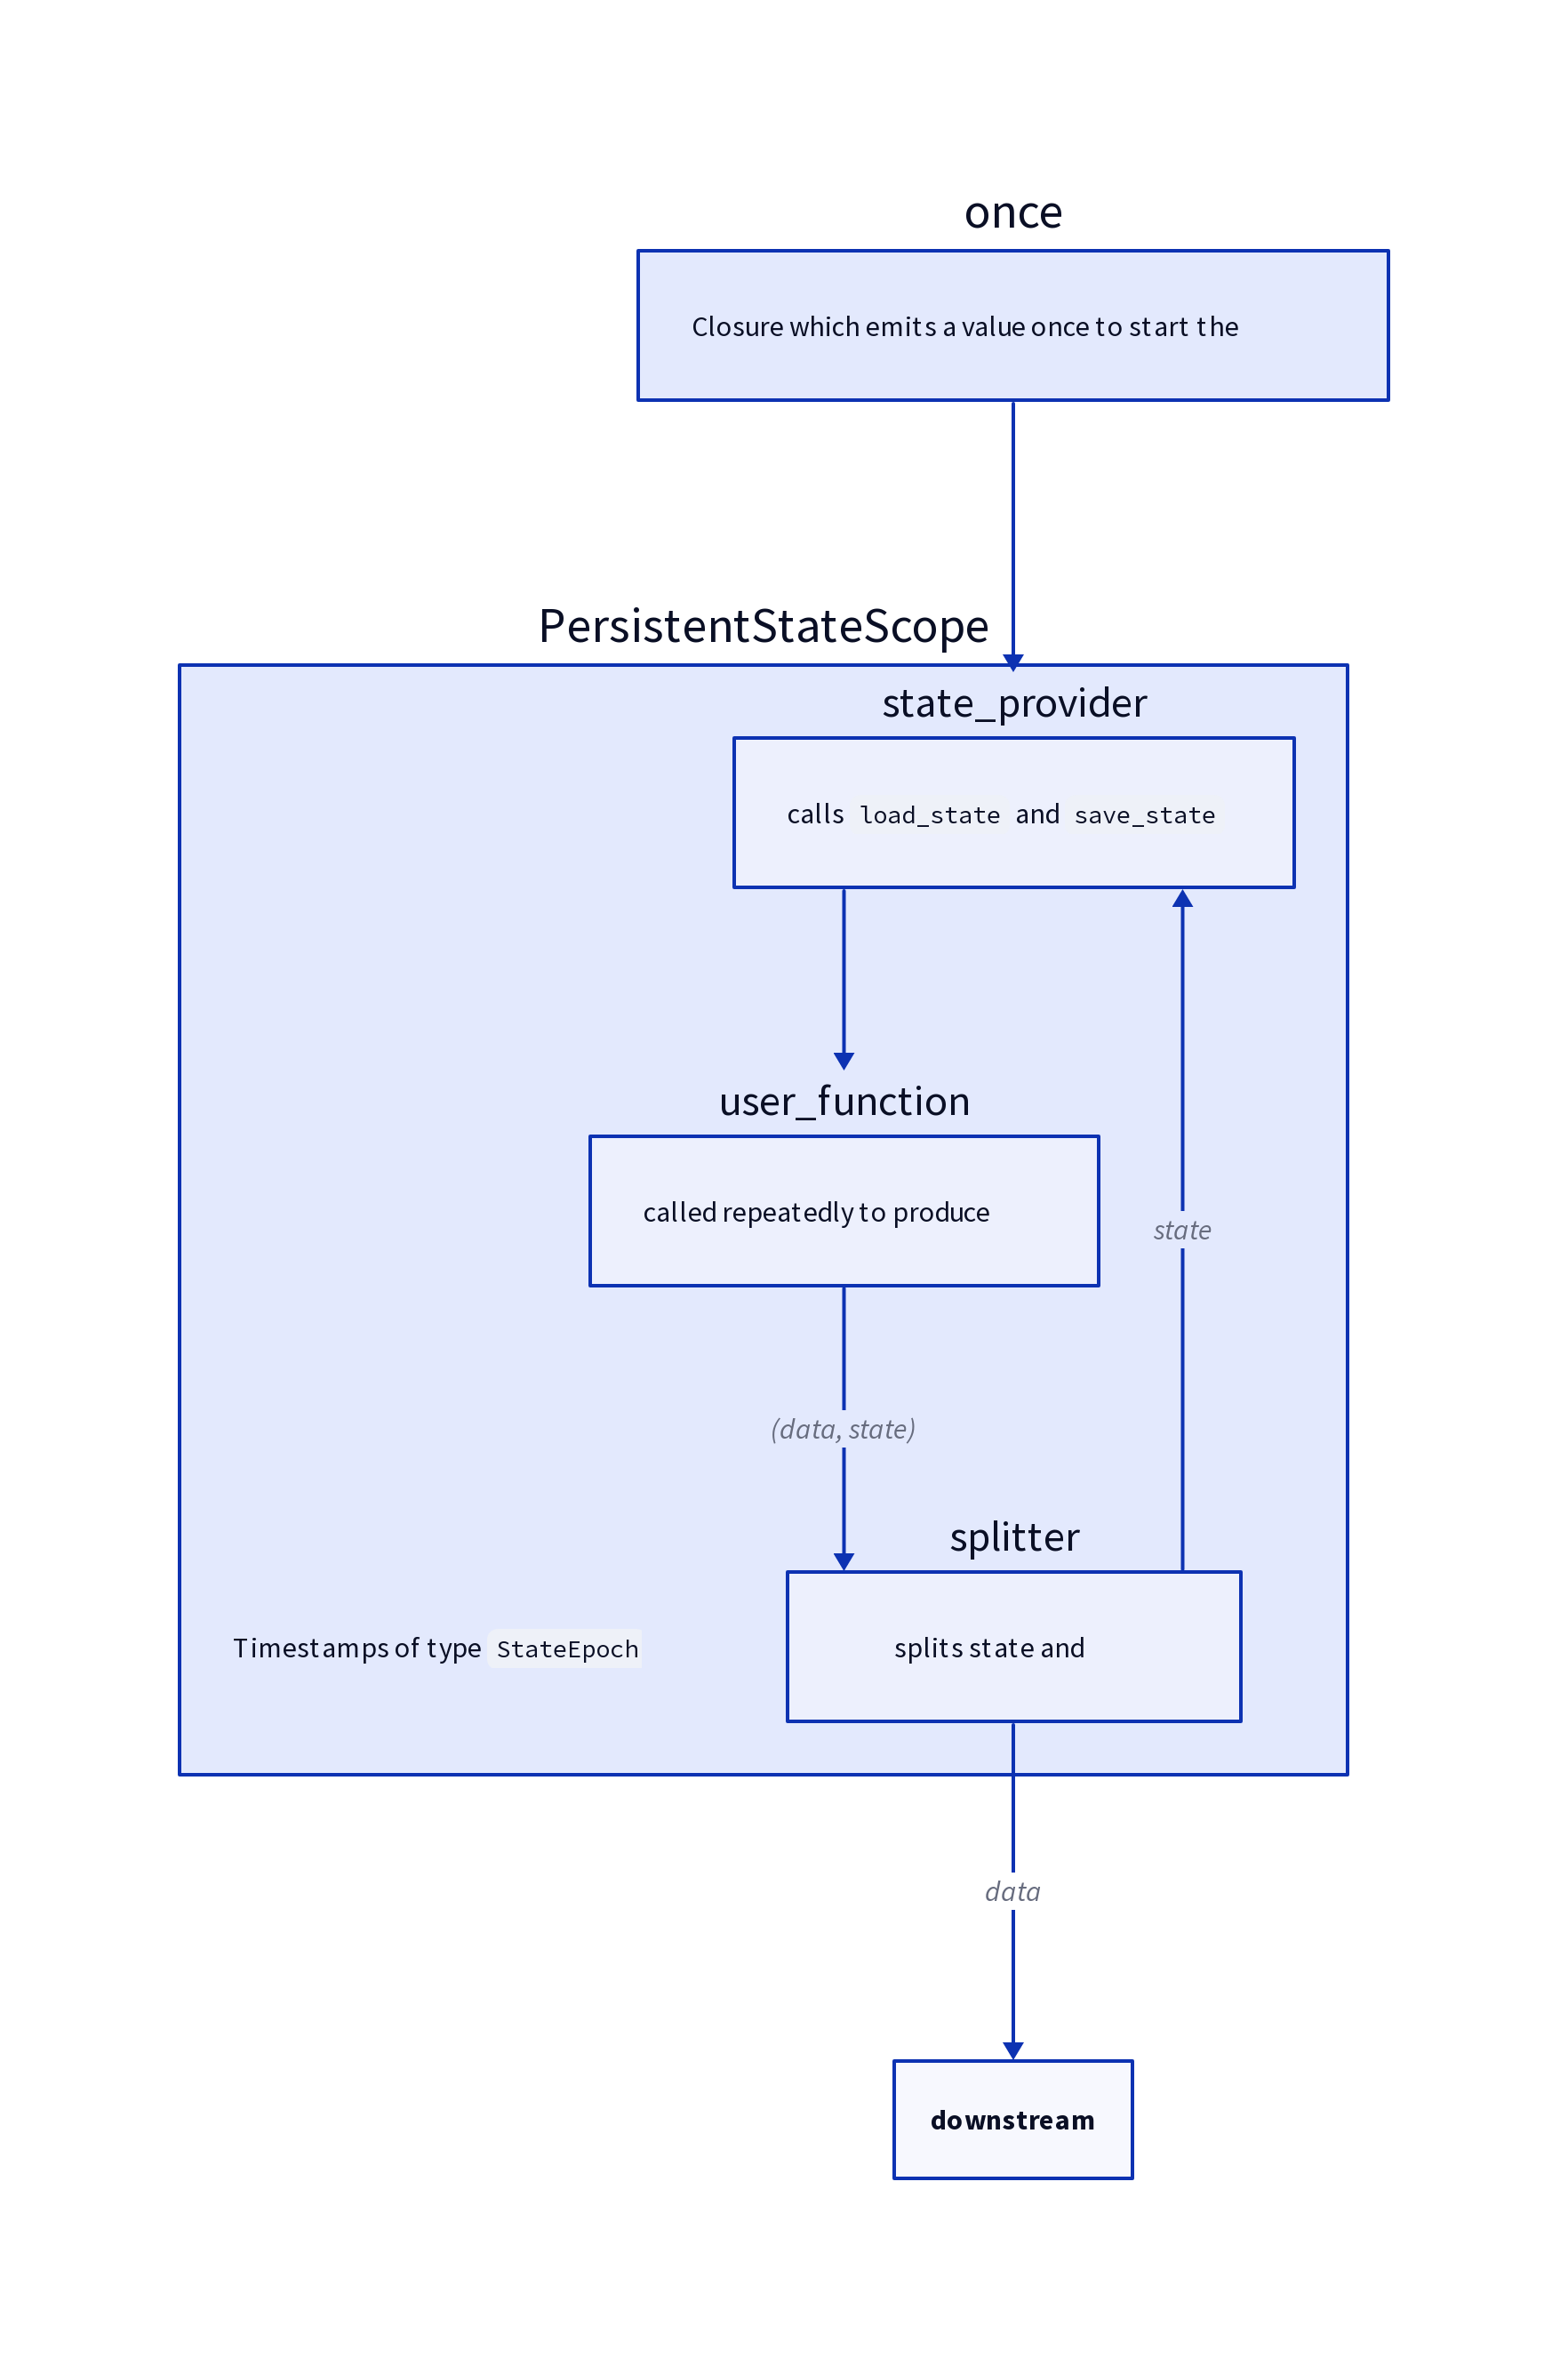 once
Closure which emits a value once to start the
PersistentStateScope
state_provider
calls load_state and save_state
user_function
called repeatedly to produce
state
(data, state)
splitter
Timestamps of type StateEpoch
splits state and
data
downstream